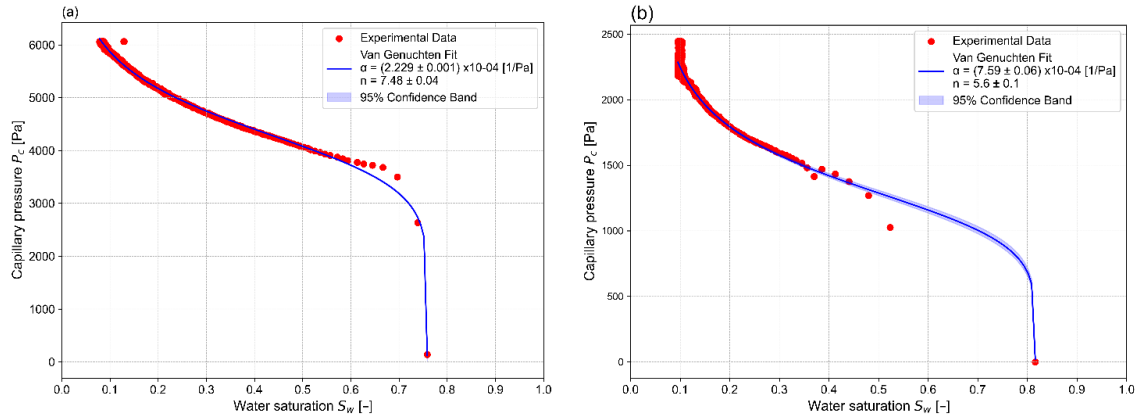 (a)
6000
5000
4000
3000
2000
1000
0
Capillary pressure P_c [Pa]
Experimental Data
Van Genuchten Fit
α = (2.229 ± 0.001) x10-04 [1/Pa]
n = 7.48 ± 0.04
95% Confidence Band
0.0 0.1 0.2 0.3 0.4 0.5 0.6 0.7 0.8 0.9 1.0
Water saturation S_w [–]
(b)
2500
2000
1500
1000
500
0
Capillary pressure P_c [Pa]
Experimental Data
Van Genuchten Fit
α = (7.59 ± 0.06) x10-04 [1/Pa]
n = 5.6 ± 0.1
95% Confidence Band
0.0 0.1 0.2 0.3 0.4 0.5 0.6 0.7 0.8 0.9 1.0
Water saturation S_w [–]